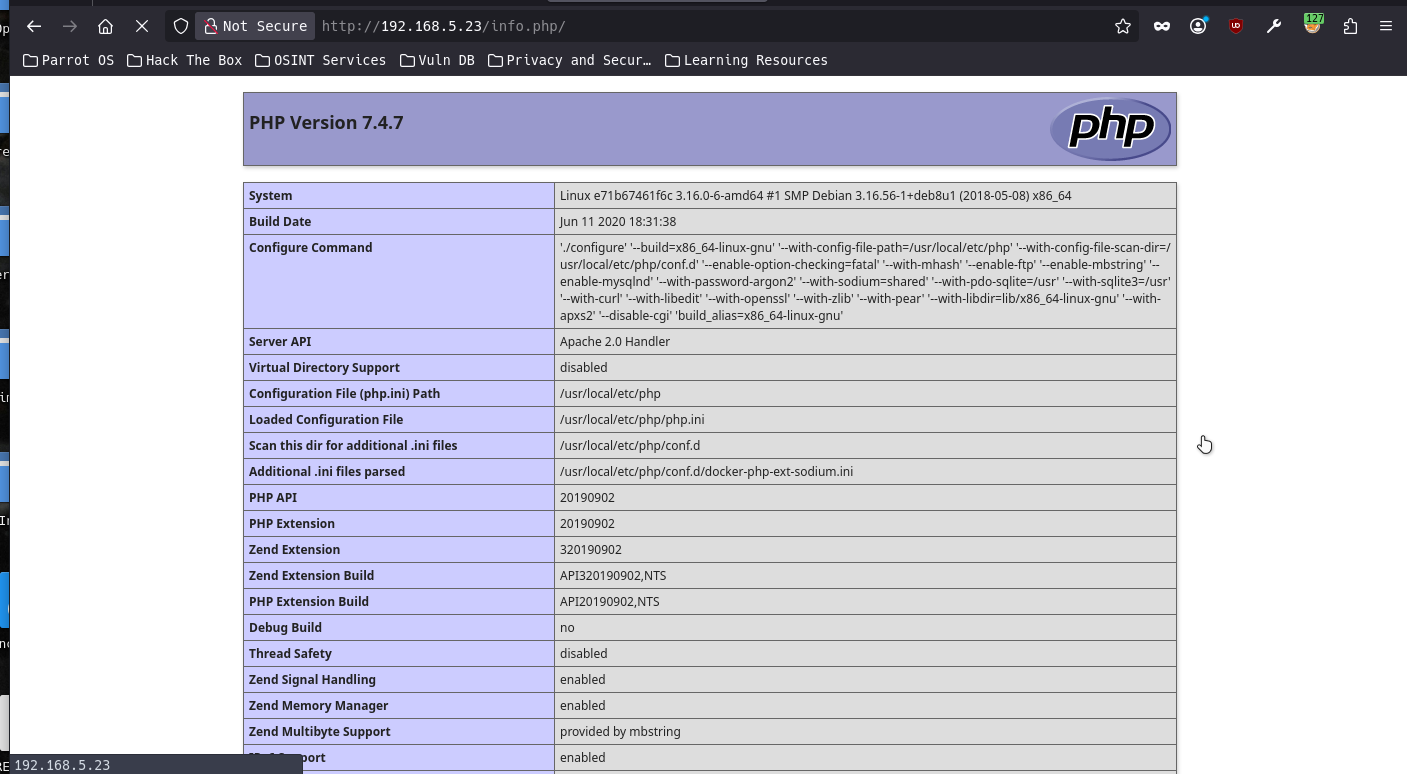 Not Secure
http://192.168.5.23/info.php/
127
Parrot OS
Hack The Box
OSINT Services
Vuln DB
Privacy and Secur…
Learning Resources
PHP Version 7.4.7
php
System
Linux e71b67461f6c 3.16.0-6-amd64 #1 SMP Debian 3.16.56-1+deb8u1 (2018-05-08) x86_64
Build Date
Jun 11 2020 18:31:38
Configure Command
'./configure' '--build=x86_64-linux-gnu' '--with-config-file-path=/usr/local/etc/php' '--with-config-file-scan-dir=/
usr/local/etc/php/conf.d' '--enable-option-checking=fatal' '--with-mhash' '--enable-ftp' '--enable-mbstring' '--
enable-mysqlnd' '--with-password-argon2' '--with-sodium=shared' '--with-pdo-sqlite=/usr' '--with-sqlite3=/usr'
'--with-curl' '--with-libedit' '--with-openssl' '--with-zlib' '--with-pear' '--with-libdir=lib/x86_64-linux-gnu' '--with-
apxs2' '--disable-cgi' 'build_alias=x86_64-linux-gnu'
Server API
Apache 2.0 Handler
Virtual Directory Support
disabled
Configuration File (php.ini) Path
/usr/local/etc/php
Loaded Configuration File
/usr/local/etc/php/php.ini
Scan this dir for additional .ini files
/usr/local/etc/php/conf.d
Additional .ini files parsed
/usr/local/etc/php/conf.d/docker-php-ext-sodium.ini
PHP API
20190902
PHP Extension
20190902
Zend Extension
320190902
Zend Extension Build
API320190902,NTS
PHP Extension Build
API20190902,NTS
Debug Build
no
Thread Safety
disabled
Zend Signal Handling
enabled
Zend Memory Manager
enabled
Zend Multibyte Support
provided by mbstring
enabled
192.168.5.23